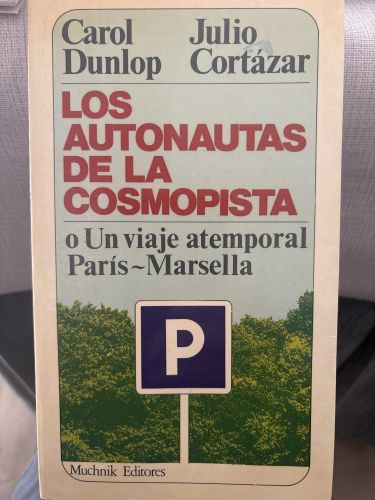 Carol Julio
Dunlop Cortázar
LOS
AUTONAUTAS
DE LA
COSMOPISTA
o Un viaje atemporal
París~Marsella
P
Muchnik Editores